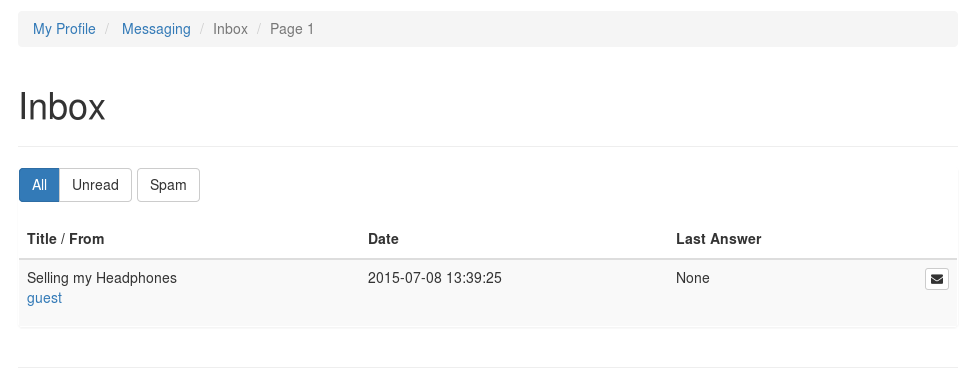 My Profile / Messaging / Inbox / Page 1
Inbox
All Unread Spam
Title / From Date Last Answer
Selling my Headphones 2015-07-08 13:39:25 None
guest